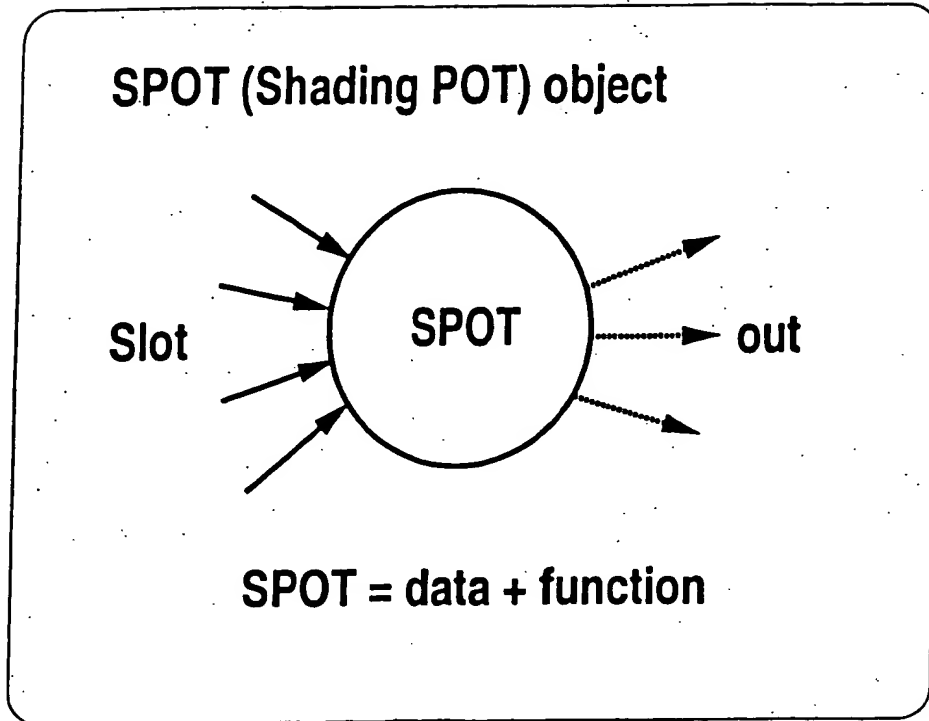 SPOT (Shading POT) object
Slot
SPOT
out
SPOT = data + function